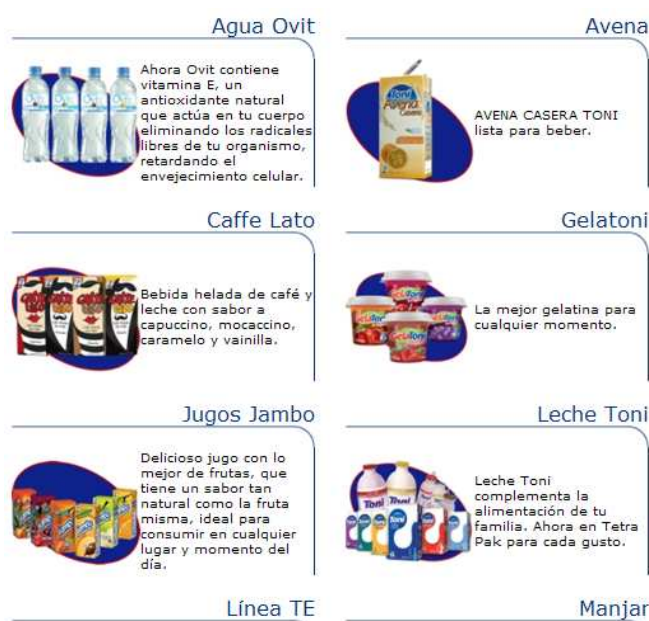 Agua Ovit
Ahora Ovit contiene
vitamina E, un
antioxidante natural
que actúa en tu cuerpo
eliminando los radicales
libres de tu organismo,
retardando el
envejecimiento celular.
Avena
Toni
Avena
Casera
AVENA CASERA TONI
lista para beber.
Caffe Lato
Bebida helada de café y
leche con sabor a
capuccino, mocaccino,
caramelo y vainilla.
Gelatoni
La mejor gelatina para
cualquier momento.
Jugos Jambo
Delicioso jugo con lo
mejor de frutas, que
tiene un sabor tan
natural como la fruta
misma, ideal para
consumir en cualquier
lugar y momento del
día.
Leche Toni
Toni
Leche Toni
complementa la
alimentación de tu
familia. Ahora en Tetra
Pak para cada gusto.
Línea TE
Manjar